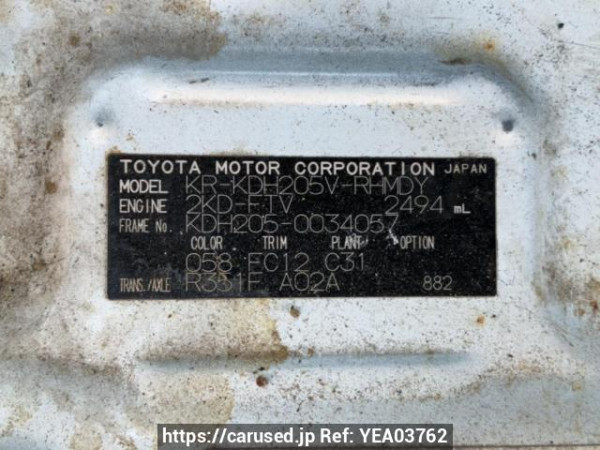 TOYOTA MOTOR CORPORATION JAPAN
MODEL KR-KDH205V-RHMDY
ENGINE 2KD-FTV 2494 mL
FRAME No. KDH205-0034057
COLOR TRIM PLANT OPTION
058 FC12 C31
TRANS./AXLE R351F A02A 882
https://carused.jp Ref: YEA03762